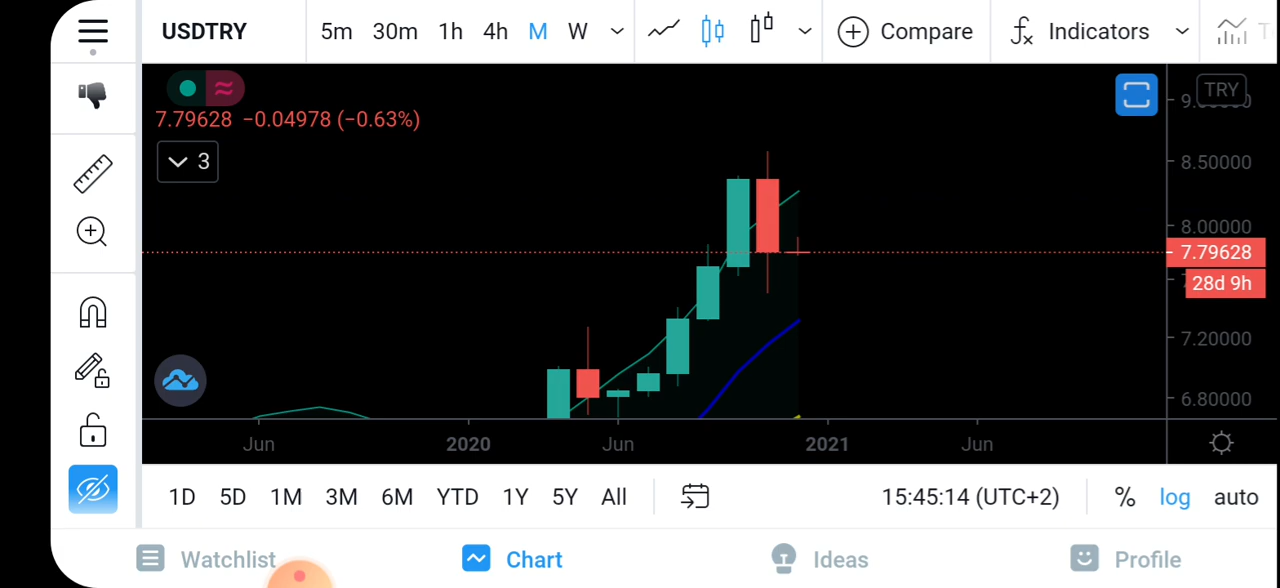 USDTRY 5m 30m 1h 4h M W Compare Indicators
7.79628 −0.04978 (−0.63%)
3
TRY
8.50000
8.00000
7.79628
28d 9h
7.20000
6.80000
Jun 2020 Jun 2021 Jun
1D 5D 1M 3M 6M YTD 1Y 5Y All 15:45:14 (UTC+2) % log auto
Watchlist Chart Ideas Profile